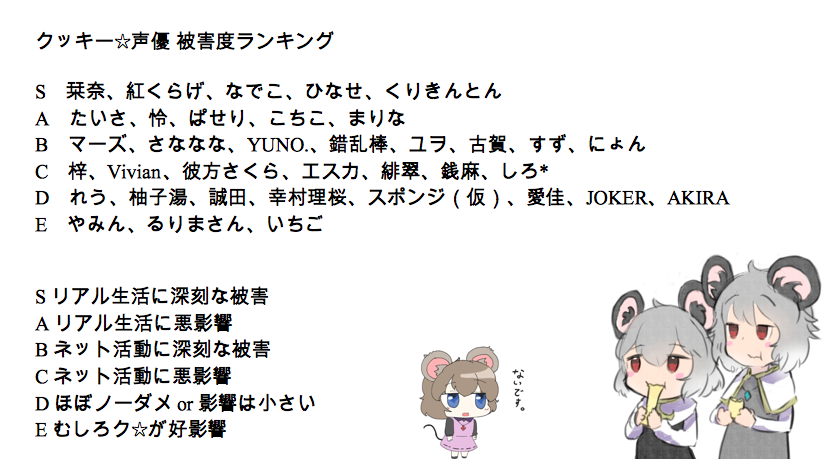 クッキー☆声優 被害度ランキング
S 栞奈、紅くらげ、なでこ、ひなせ、くりきんとん
A たいさ、怜、ぱせり、こちこ、まりな
B マーズ、さななな、YUNO.、錯乱棒、ユヲ、古賀、すず、にょん
C 梓、Vivian、彼方さくら、エスカ、緋翠、銭麻、しろ*
D れう、柚子湯、誠田、幸村理桜、スポンジ（仮）、愛佳、JOKER、AKIRA
E やみん、るりまさん、いちご
S リアル生活に深刻な被害
A リアル生活に悪影響
B ネット活動に深刻な被害
C ネット活動に悪影響
D ほぼノーダメ or 影響は小さい
E むしろク☆が好影響
ないです。